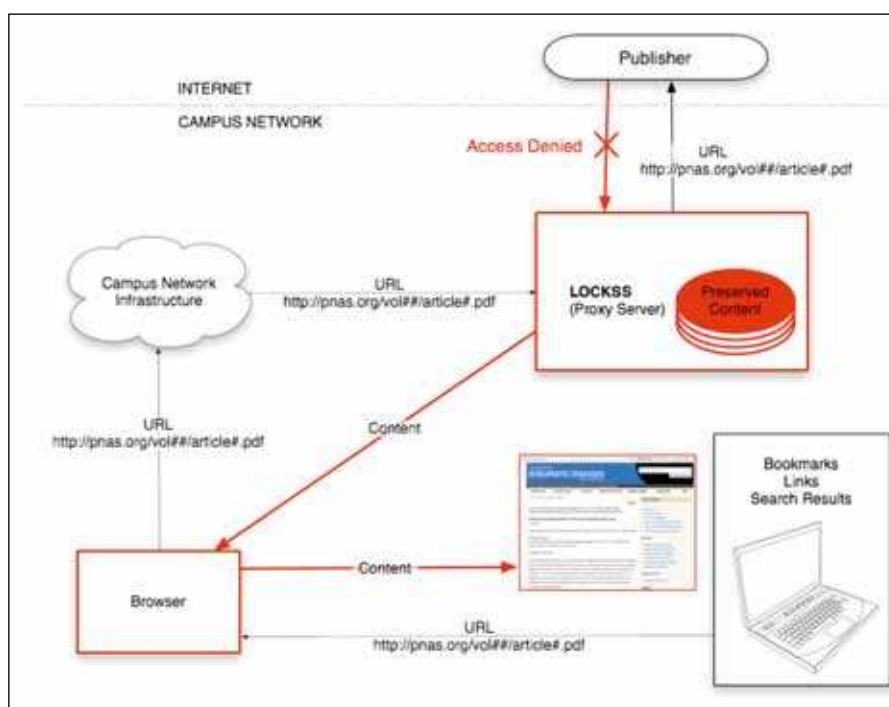 Publisher
INTERNET
CAMPUS NETWORK
Access Denied
URL
http://pnas.org/vol##/article#.pdf
Campus Network
Infrastructure
URL
http://pnas.org/vol##/article#.pdf
LOCKSS
(Proxy Server)
Preserved
Content
URL
http://pnas.org/vol##/article#.pdf
Content
Bookmarks
Links
Search Results
Browser
Content
URL
http://pnas.org/vol##/article#.pdf